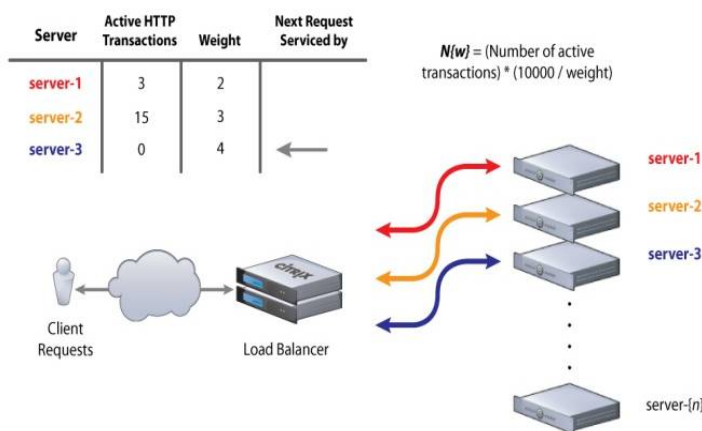 Server Active HTTP Transactions Weight Next Request Serviced by
server-1 3 2
server-2 15 3
server-3 0 4
N{w} = (Number of active
transactions) * (10000 / weight)
server-1
server-2
server-3
citrix
Client
Requests
Load Balancer
server-{n}